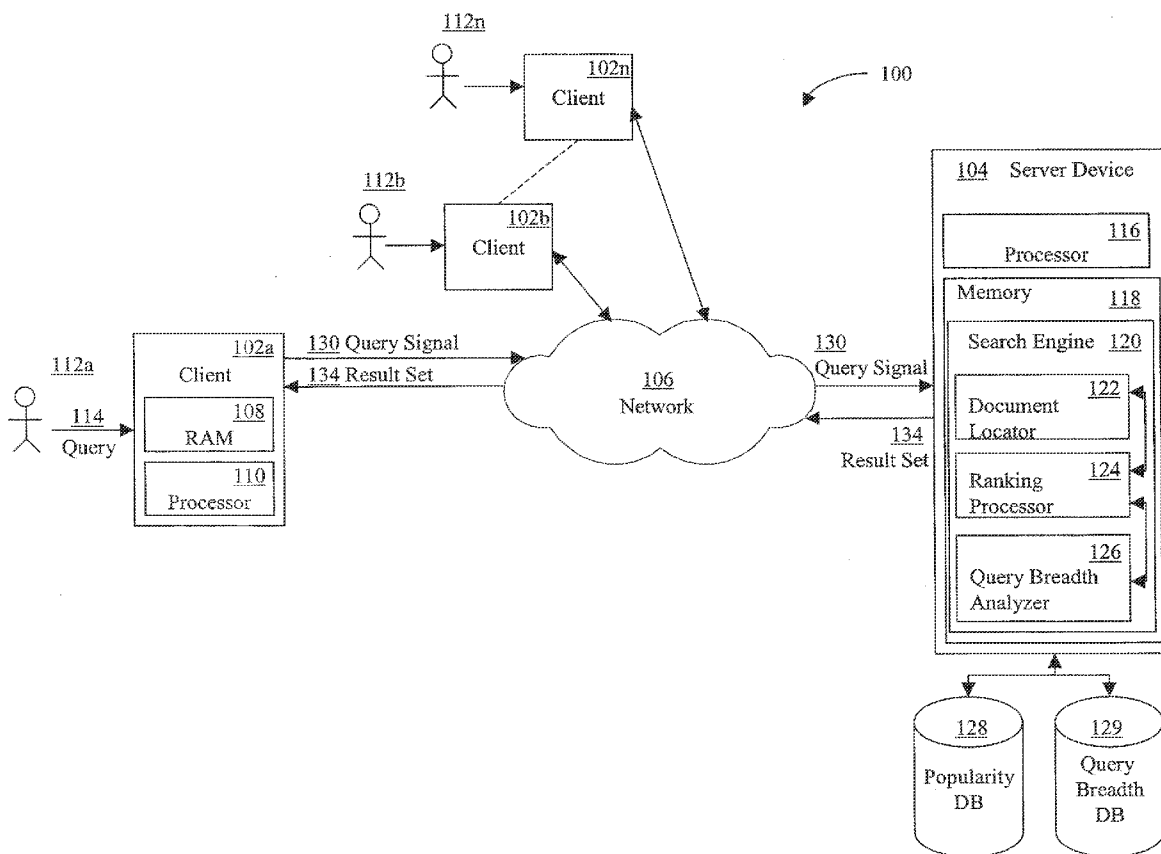 112n
102n
Client
100
112b
102b
Client
104 Server Device
116
Processor
Memory
118
Search Engine 120
122
Document
Locator
124
Ranking
Processor
126
Query Breadth
Analyzer
112a
114
Query
102a
Client
108
RAM
110
Processor
130 Query Signal
134 Result Set
106
Network
130
Query Signal
134
Result Set
128
Popularity
DB
129
Query
Breadth
DB